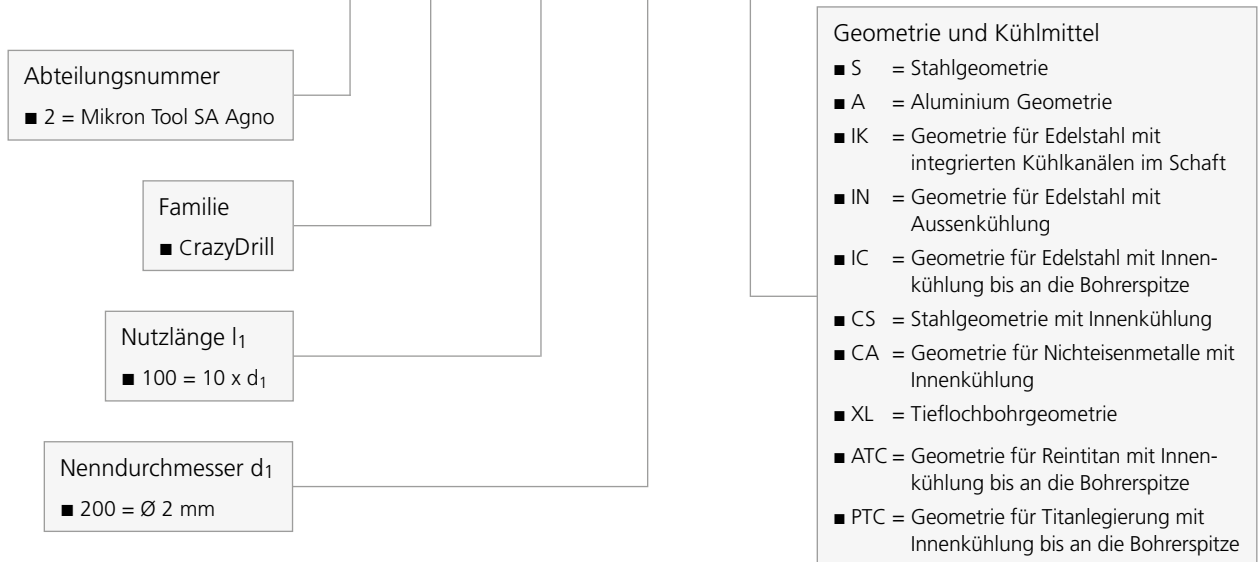 Abteilungsnummer
■ 2 = Mikron Tool SA Agno
Familie
■ CrazyDrill
Nutzlänge l1
■ 100 = 10 x d1
Nenndurchmesser d1
■ 200 = Ø 2 mm
Geometrie und Kühlmittel
■ S = Stahlgeometrie
■ A = Aluminium Geometrie
■ IK = Geometrie für Edelstahl mit
integrierten Kühlkanälen im Schaft
■ IN = Geometrie für Edelstahl mit
Aussenkühlung
■ IC = Geometrie für Edelstahl mit Innen-
kühlung bis an die Bohrerspitze
■ CS = Stahlgeometrie mit Innenkühlung
■ CA = Geometrie für Nichteisenmetalle mit
Innenkühlung
■ XL = Tieflochbohrgeometrie
■ ATC = Geometrie für Reintitan mit Innen-
kühlung bis an die Bohrerspitze
■ PTC = Geometrie für Titanlegierung mit
Innenkühlung bis an die Bohrerspitze